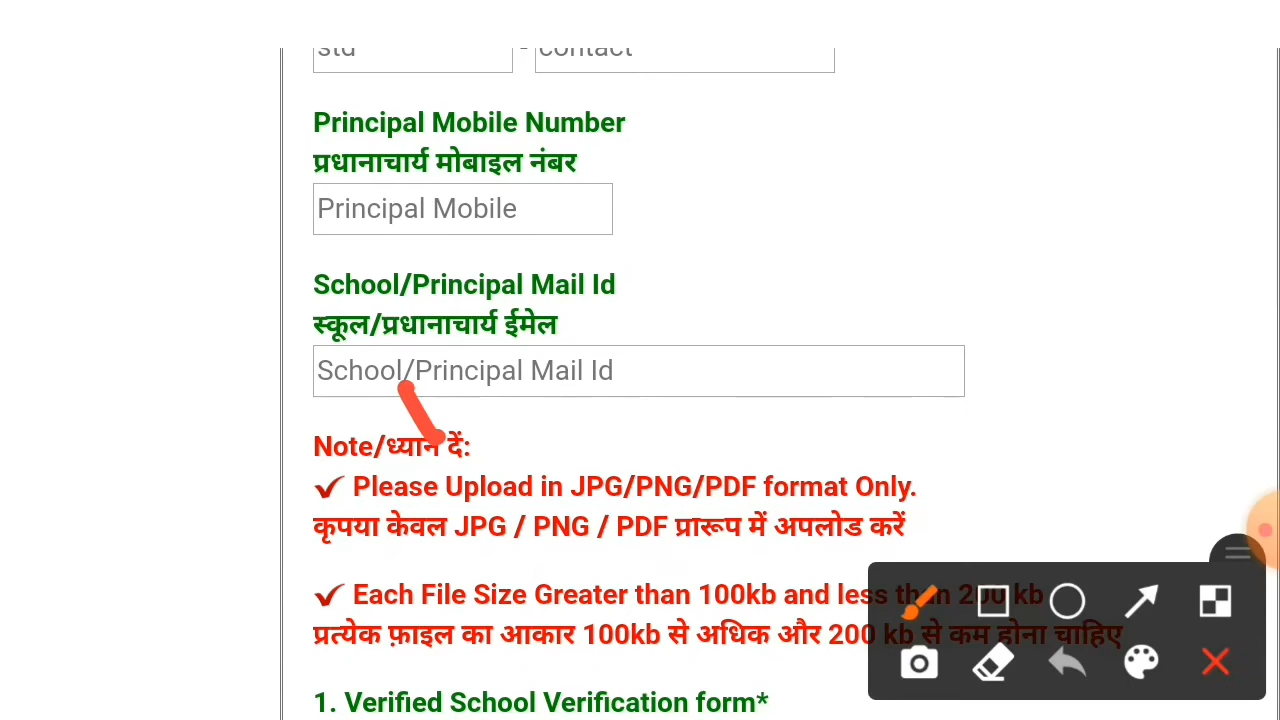 std - contact
Principal Mobile Number
प्रधानाचार्य मोबाइल नंबर
Principal Mobile
School/Principal Mail Id
स्कूल/प्रधानाचार्य ईमेल
School/Principal Mail Id
Note/ध्यान दें:
✓ Please Upload in JPG/PNG/PDF format Only.
कृपया केवल JPG / PNG / PDF प्रारूप में अपलोड करें
✓ Each File Size Greater than 100kb and less than 200 kb
प्रत्येक फ़ाइल का आकार 100kb से अधिक और 200 kb से कम होना चाहिए
1. Verified School Verification form*